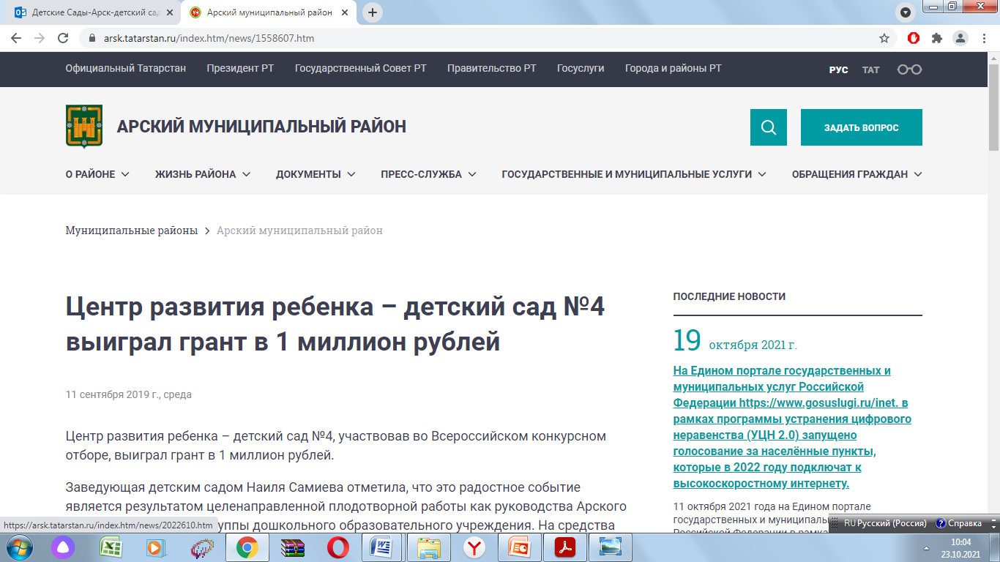 Детские Сады-Арск-детский сад
Арский муниципальный район
arsk.tatarstan.ru/index.htm/news/1558607.htm
Официальный Татарстан Президент РТ Государственный Совет РТ Правительство РТ Госуслуги Города и районы РТ РУС ТАТ
АРСКИЙ МУНИЦИПАЛЬНЫЙ РАЙОН
ЗАДАТЬ ВОПРОС
О РАЙОНЕ ЖИЗНЬ РАЙОНА ДОКУМЕНТЫ ПРЕСС-СЛУЖБА ГОСУДАРСТВЕННЫЕ И МУНИЦИПАЛЬНЫЕ УСЛУГИ ОБРАЩЕНИЯ ГРАЖДАН
Муниципальные районы > Арский муниципальный район
Центр развития ребенка – детский сад №4
выиграл грант в 1 миллион рублей
11 сентября 2019 г., среда
Центр развития ребенка – детский сад №4, участвовав во Всероссийском конкурсном
отборе, выиграл грант в 1 миллион рублей.
Заведующая детским садом Наиля Самиева отметила, что это радостное событие
является результатом целенаправленной плодотворной работы как руководства Арского
уппы дошкольного образовательного учреждения. На средства
ПОСЛЕДНИЕ НОВОСТИ
19 октября 2021 г.
На Едином портале государственных и
муниципальных услуг Российской
Федерации https://www.gosuslugi.ru/inet. в
рамках программы устранения цифрового
неравенства (УЦН 2.0) запущено
голосование за населённые пункты,
которые в 2022 году подключат к
высокоскоростному интернету.
11 октября 2021 года на Едином портале
государственных и муниципаль
Российской Федерации в рамка
https://arsk.tatarstan.ru/index.htm/news/2022610.htm
RU Русский (Россия) Справка
10:04
23.10.2021